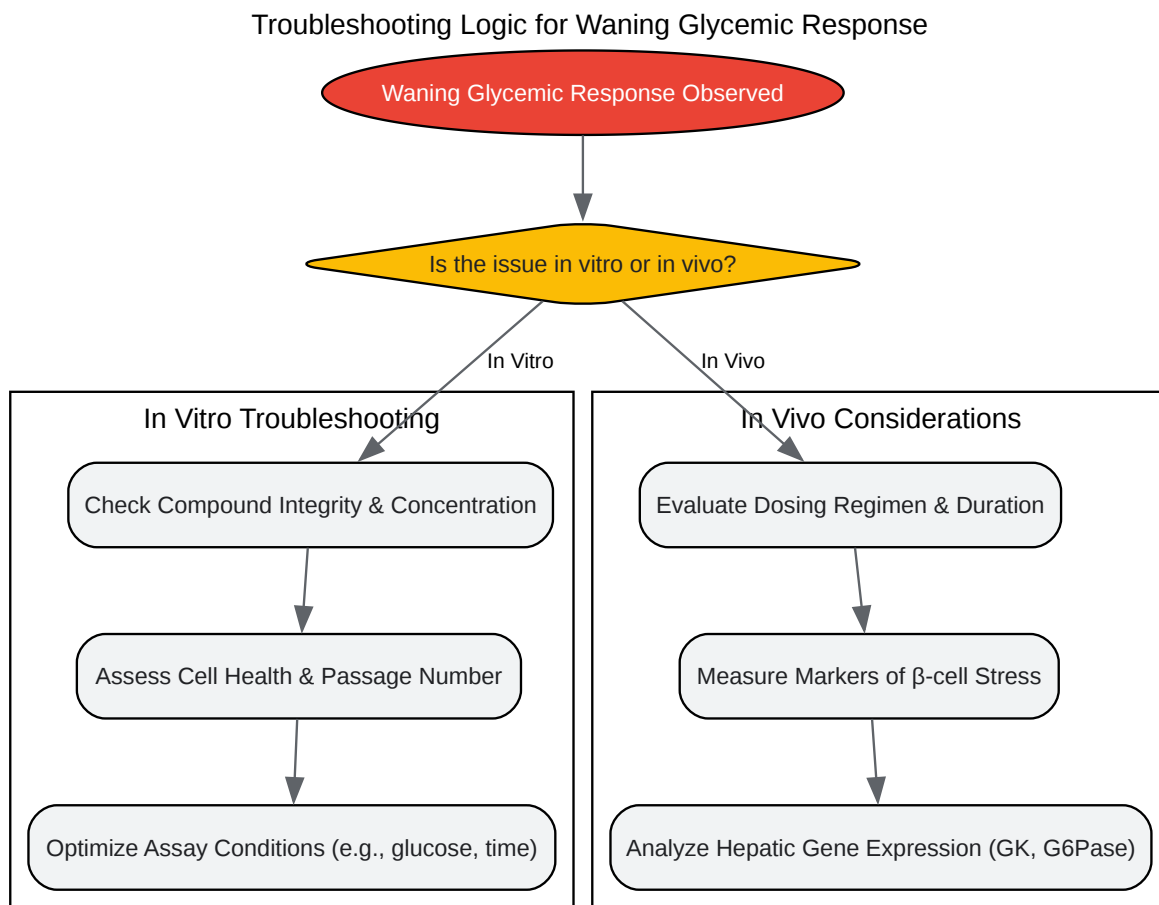 Troubleshooting Logic for Waning Glycemic Response
Waning Glycemic Response Observed
Is the issue in vitro or in vivo?
In Vitro
In Vivo
In Vitro Troubleshooting
Check Compound Integrity & Concentration
Assess Cell Health & Passage Number
Optimize Assay Conditions (e.g., glucose, time)
In Vivo Considerations
Evaluate Dosing Regimen & Duration
Measure Markers of β-cell Stress
Analyze Hepatic Gene Expression (GK, G6Pase)